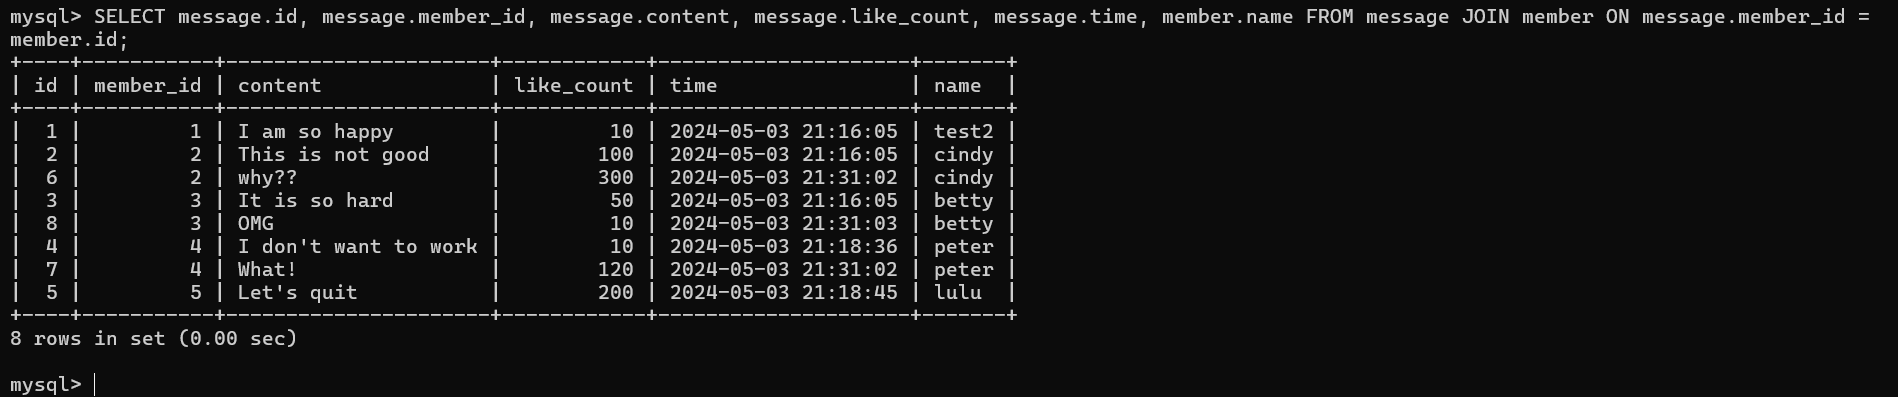 mysql> SELECT message.id, message.member_id, message.content, message.like_count, message.time, member.name FROM message JOIN member ON message.member_id =
member.id;
+----+-----------+----------------------+------------+---------------------+-------+
| id | member_id | content              | like_count | time                | name  |
+----+-----------+----------------------+------------+---------------------+-------+
|  1 |         1 | I am so happy        |         10 | 2024-05-03 21:16:05 | test2 |
|  2 |         2 | This is not good     |        100 | 2024-05-03 21:16:05 | cindy |
|  6 |         2 | why??                |        300 | 2024-05-03 21:31:02 | cindy |
|  3 |         3 | It is so hard        |         50 | 2024-05-03 21:16:05 | betty |
|  8 |         3 | OMG                  |         10 | 2024-05-03 21:31:03 | betty |
|  4 |         4 | I don't want to work |         10 | 2024-05-03 21:18:36 | peter |
|  7 |         4 | What!                |        120 | 2024-05-03 21:31:02 | peter |
|  5 |         5 | Let's quit           |        200 | 2024-05-03 21:18:45 | lulu  |
+----+-----------+----------------------+------------+---------------------+-------+
8 rows in set (0.00 sec)
mysql>